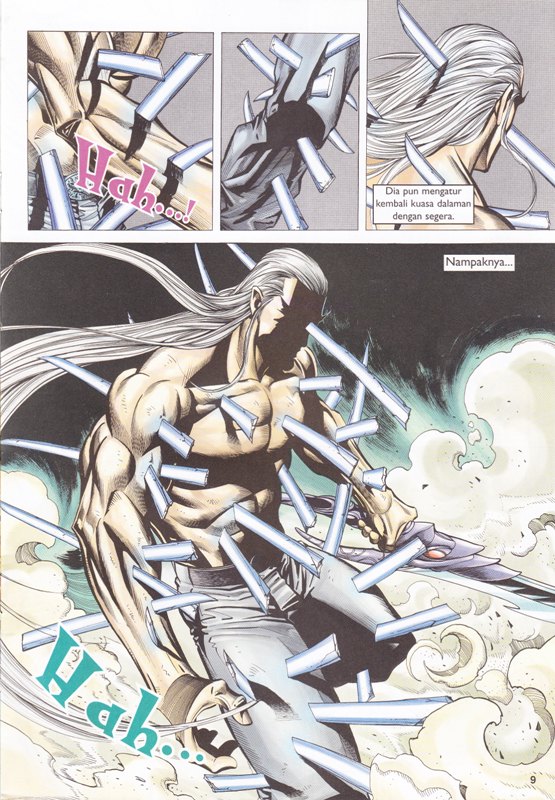 Hah....!
Dia pun mengatur
kembali kuasa dalaman
dengan segera.
Nampaknya...
Hah...
9